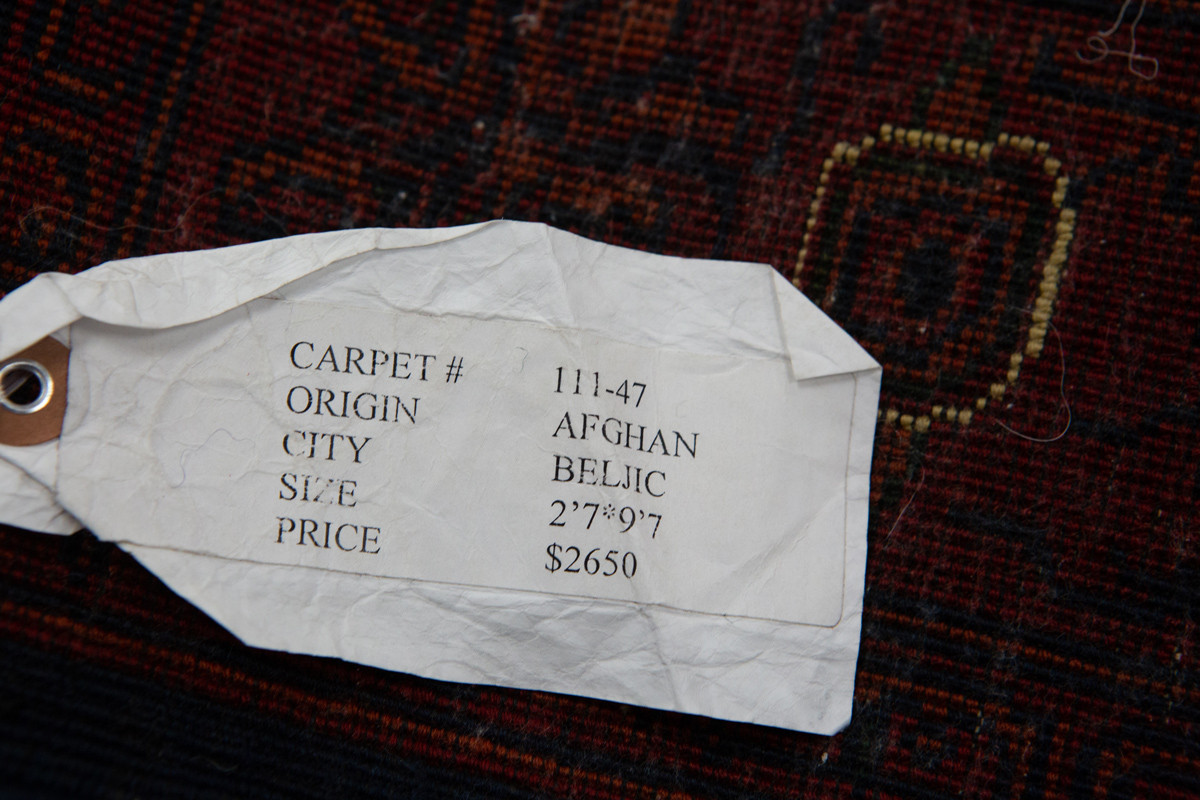 CARPET # 111-47
ORIGIN AFGHAN
CITY BELJIC
SIZE 2'7*9'7
PRICE $2650